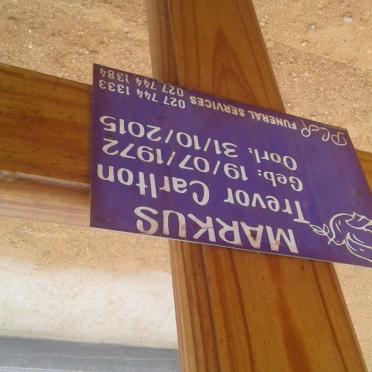 MARKUS
Trevor Carlton
Geb: 19/07/1972
Oorl: 31/10/2015
FUNERAL SERVICES 027 744 1333
027 744 1384